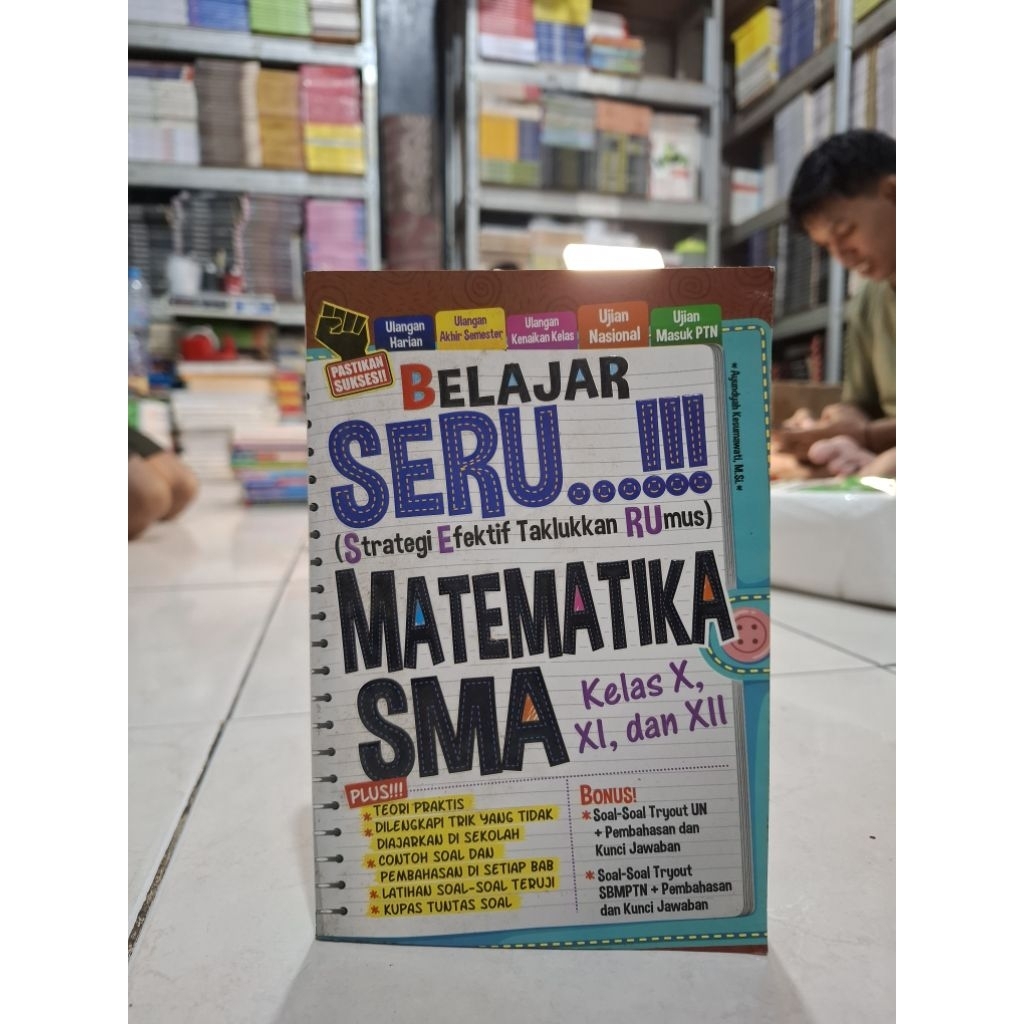 Ulangan
Harian
Ulangan
Akhir Semester
Ulangan
Kenaikan Kelas
Ujian
Nasional
Ujian
Masuk PTN
PASTIKAN
SUKSES!!
BELAJAR
SERU......!!!
(Strategi Efektif Taklukkan RUmus)
MATEMATIKA
SMA
Kelas X,
XI, dan XII
* Ayundyah Kesumawati, M.Si. *
PLUS!!!
* TEORI PRAKTIS
* DILENGKAPI TRIK YANG TIDAK
DIAJARKAN DI SEKOLAH
* CONTOH SOAL DAN
PEMBAHASAN DI SETIAP BAB
* LATIHAN SOAL-SOAL TERUJI
* KUPAS TUNTAS SOAL
BONUS!
* Soal-Soal Tryout UN
+ Pembahasan dan
Kunci Jawaban
* Soal-Soal Tryout
SBMPTN + Pembahasan
dan Kunci Jawaban